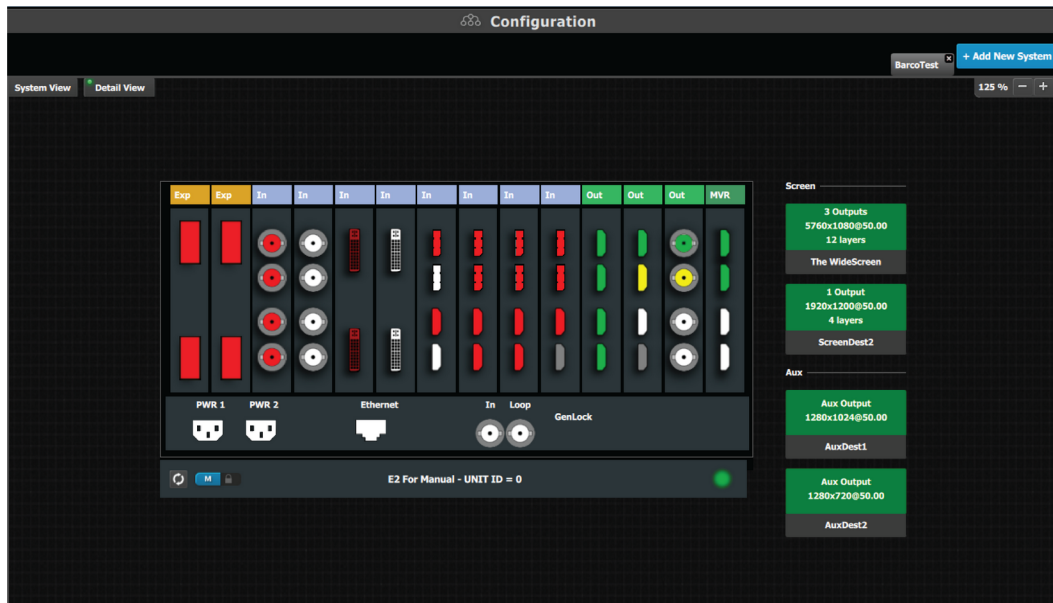 Configuration
BarcoTest
+ Add New System
System View
Detail View
125 %
Exp Exp In In In In In In In In Out Out Out MVR
PWR 1 PWR 2 Ethernet In Loop
GenLock
M
E2 For Manual - UNIT ID = 0
Screen
3 Outputs
5760x1080@50.00
12 layers
The WideScreen
1 Output
1920x1200@50.00
4 layers
ScreenDest2
Aux
Aux Output
1280x1024@50.00
AuxDest1
Aux Output
1280x720@50.00
AuxDest2